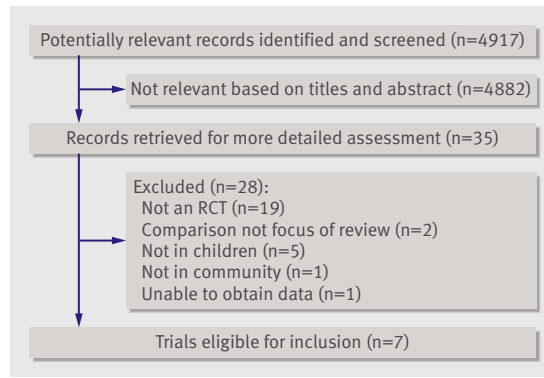 Potentially relevant records identified and screened (n=4917)
Not relevant based on titles and abstract (n=4882)
Records retrieved for more detailed assessment (n=35)
Excluded (n=28):
Not an RCT (n=19)
Comparison not focus of review (n=2)
Not in children (n=5)
Not in community (n=1)
Unable to obtain data (n=1)
Trials eligible for inclusion (n=7)